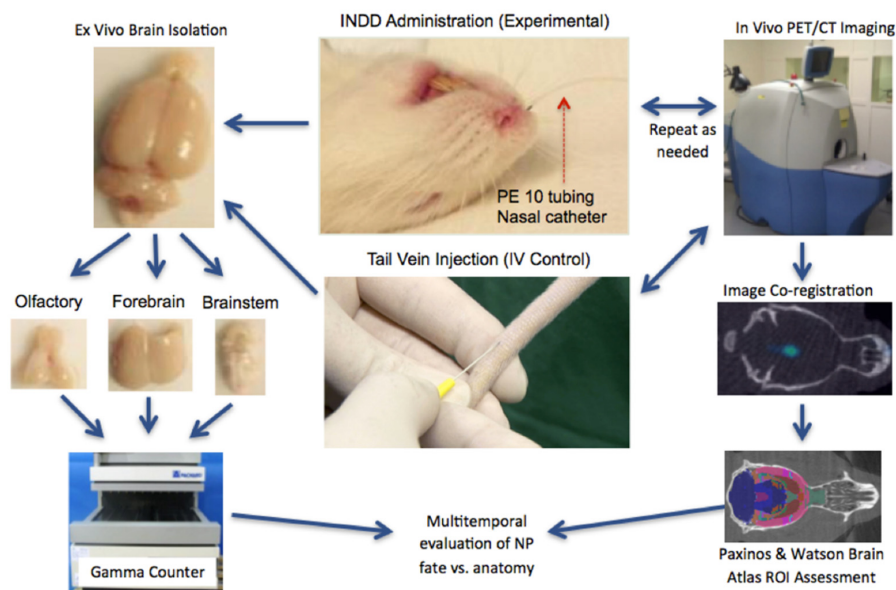 Ex Vivo Brain Isolation
INDD Administration (Experimental)
In Vivo PET/CT Imaging
Repeat as
needed
PE 10 tubing
Nasal catheter
Tail Vein Injection (IV Control)
Olfactory
Forebrain
Brainstem
Image Co-registration
PACKARD
Gamma Counter
Multitemporal
evaluation of NP
fate vs. anatomy
Paxinos & Watson Brain
Atlas ROI Assessment